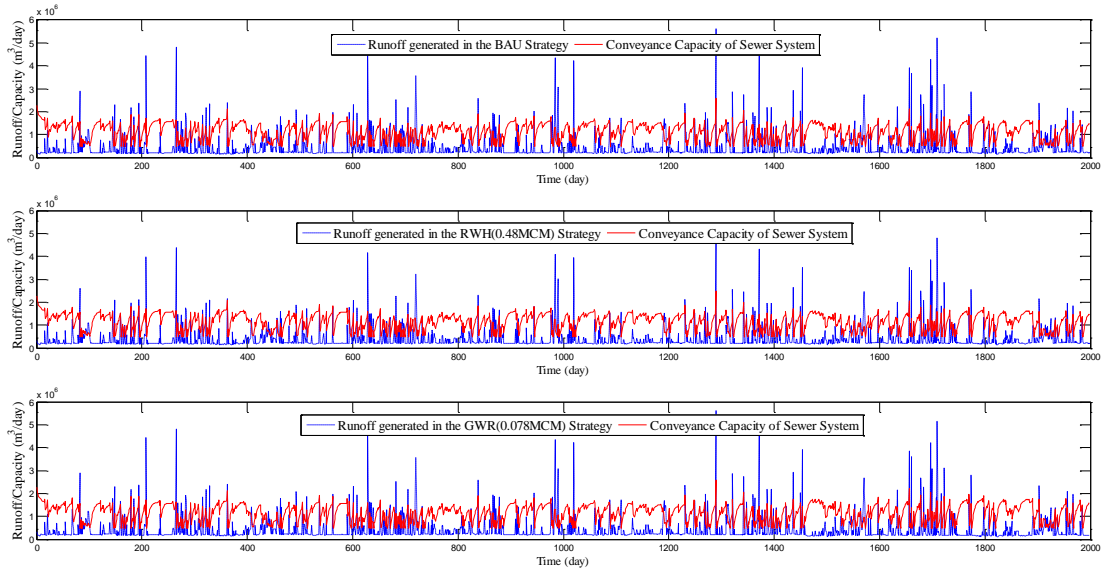 x 10^6
6
Runoff generated in the BAU Strategy Conveyance Capacity of Sewer System
5
4
3
2
1
0
Runoff/Capacity (m^3/day)
0 200 400 600 800 1000 1200 1400 1600 1800 2000
Time (day)
x 10^6
6
Runoff generated in the RWH(0.48MCM) Strategy Conveyance Capacity of Sewer System
5
4
3
2
1
0
Runoff/Capacity (m^3/day)
0 200 400 600 800 1000 1200 1400 1600 1800 2000
Time (day)
x 10^6
6
Runoff generated in the GWR(0.078MCM) Strategy Conveyance Capacity of Sewer System
5
4
3
2
1
0
Runoff/Capacity (m^3/day)
0 200 400 600 800 1000 1200 1400 1600 1800 2000
Time (day)